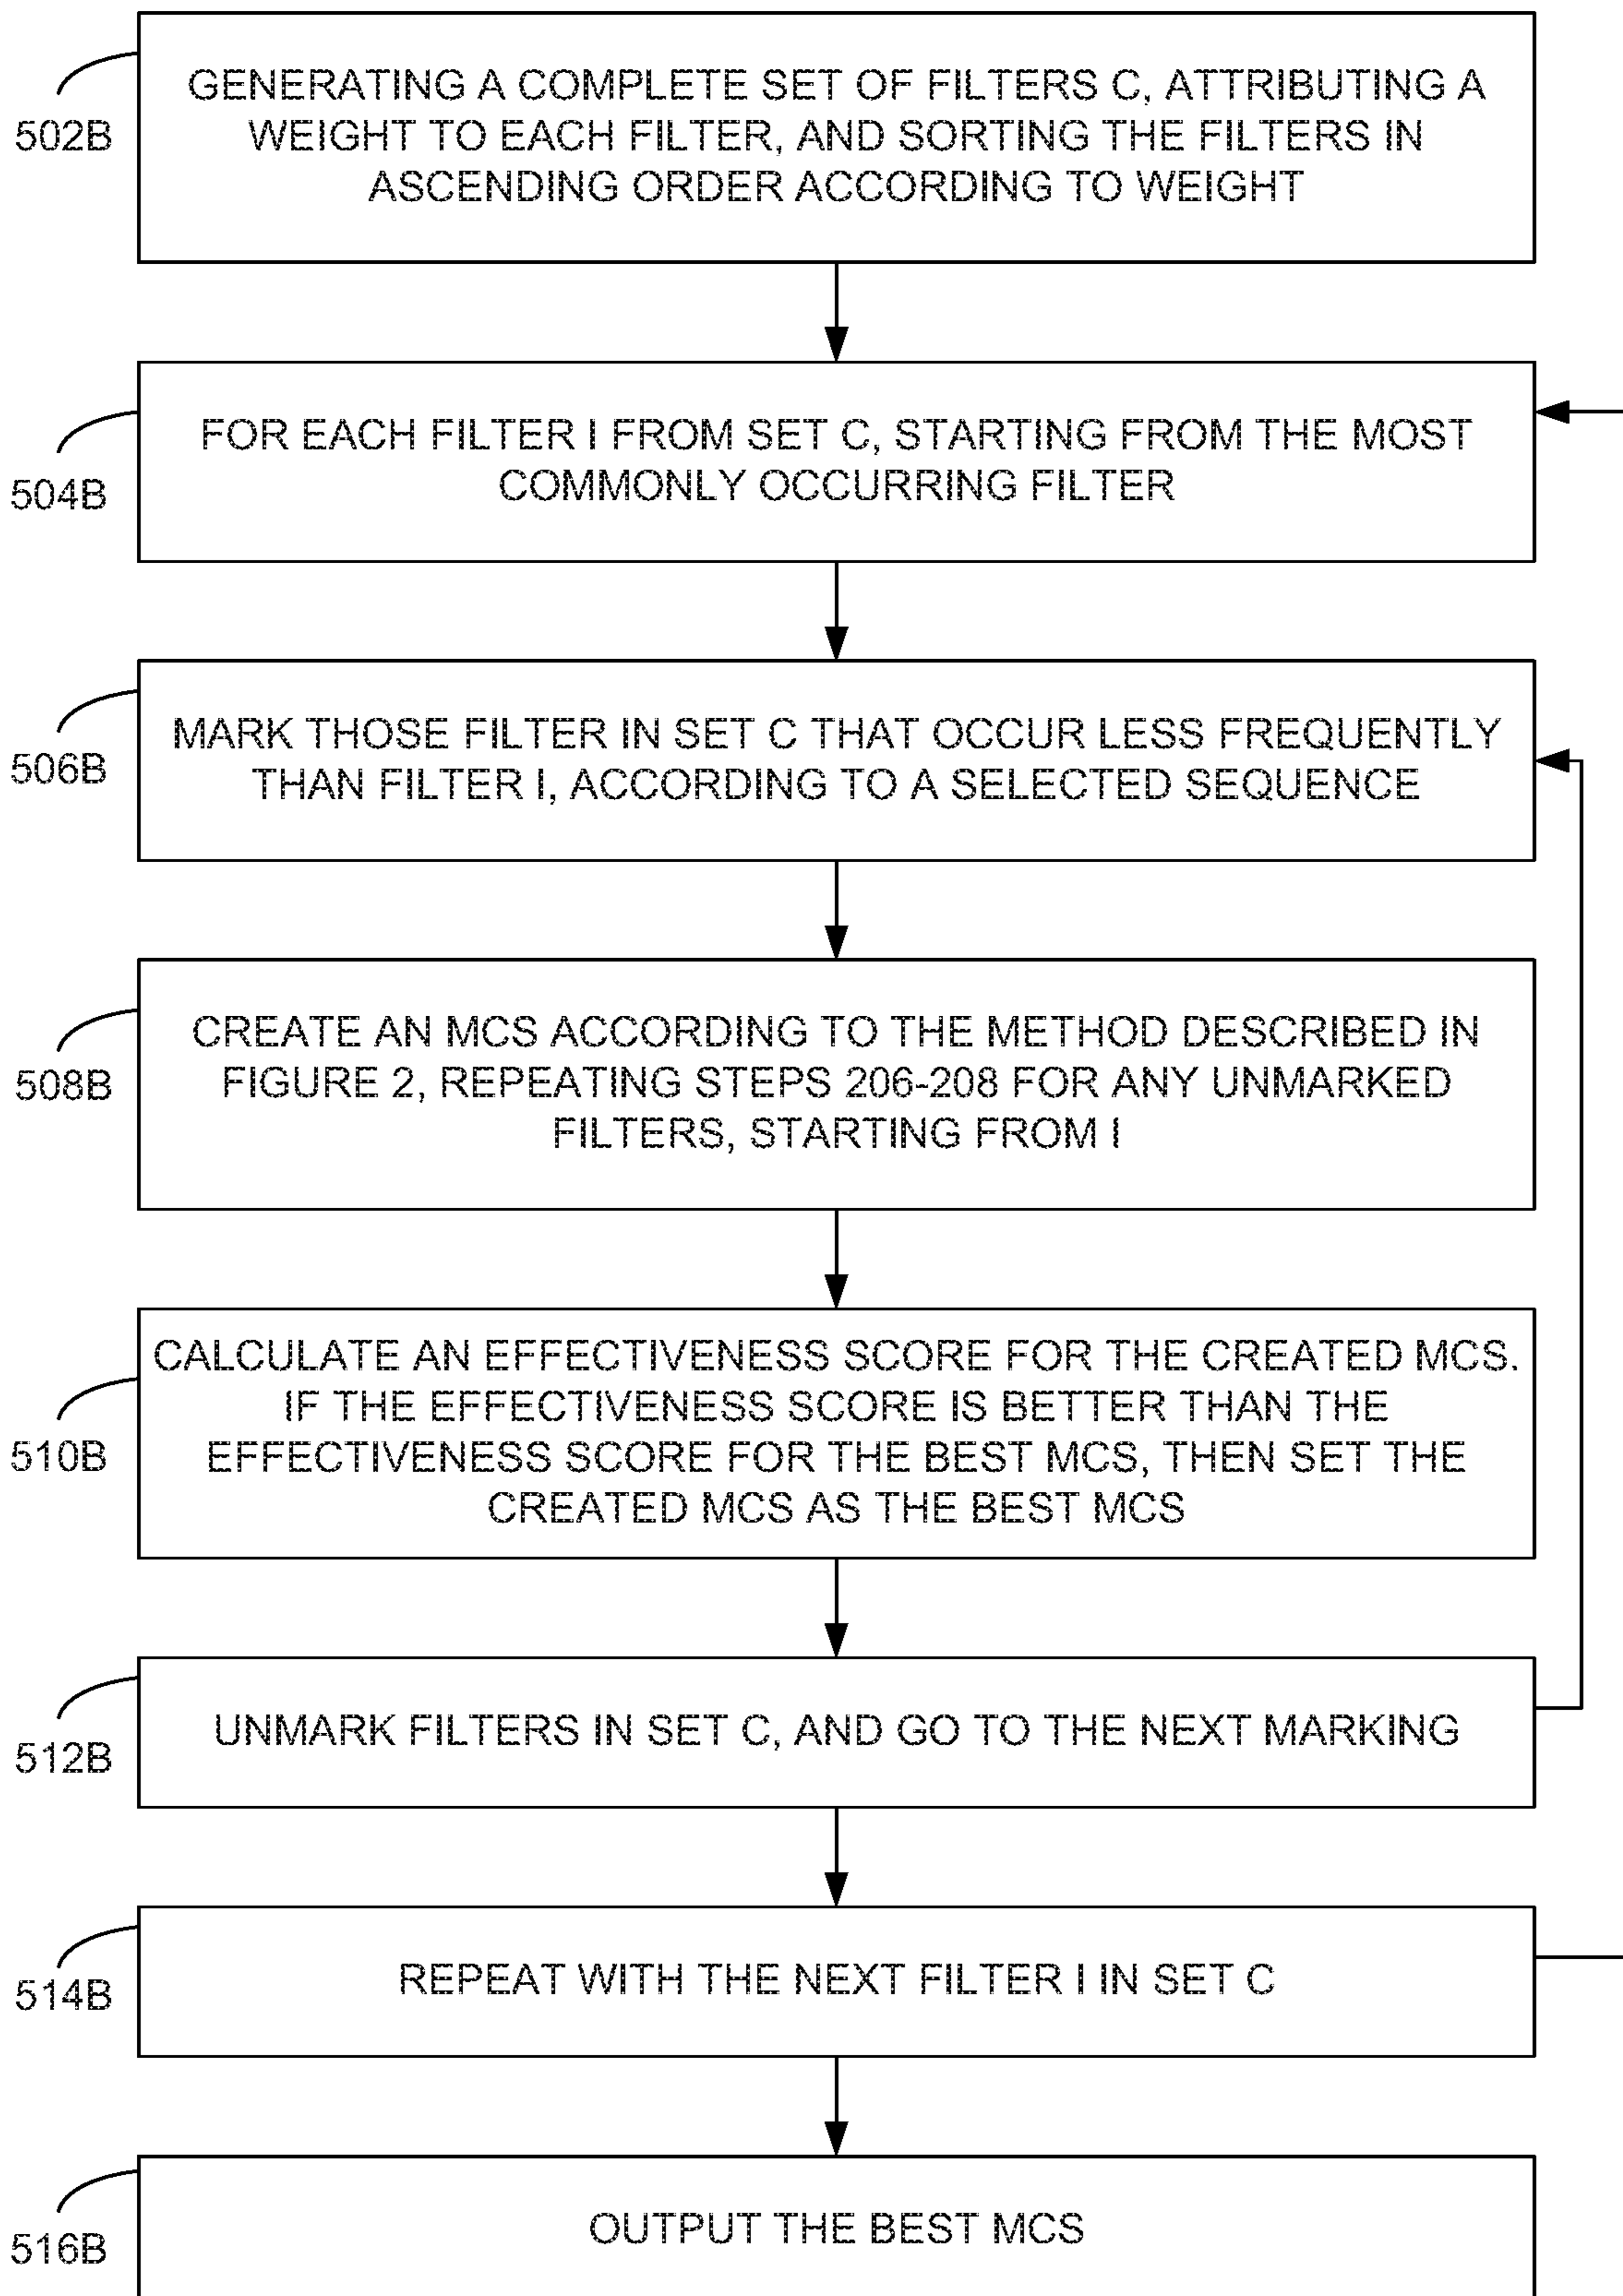 502B
GENERATING A COMPLETE SET OF FILTERS C, ATTRIBUTING A
WEIGHT TO EACH FILTER, AND SORTING THE FILTERS IN
ASCENDING ORDER ACCORDING TO WEIGHT
504B
FOR EACH FILTER I FROM SET C, STARTING FROM THE MOST
COMMONLY OCCURRING FILTER
506B
MARK THOSE FILTER IN SET C THAT OCCUR LESS FREQUENTLY
THAN FILTER I, ACCORDING TO A SELECTED SEQUENCE
508B
CREATE AN MCS ACCORDING TO THE METHOD DESCRIBED IN
FIGURE 2, REPEATING STEPS 206-208 FOR ANY UNMARKED
FILTERS, STARTING FROM I
510B
CALCULATE AN EFFECTIVENESS SCORE FOR THE CREATED MCS.
IF THE EFFECTIVENESS SCORE IS BETTER THAN THE
EFFECTIVENESS SCORE FOR THE BEST MCS, THEN SET THE
CREATED MCS AS THE BEST MCS
512B
UNMARK FILTERS IN SET C, AND GO TO THE NEXT MARKING
514B
REPEAT WITH THE NEXT FILTER I IN SET C
516B
OUTPUT THE BEST MCS